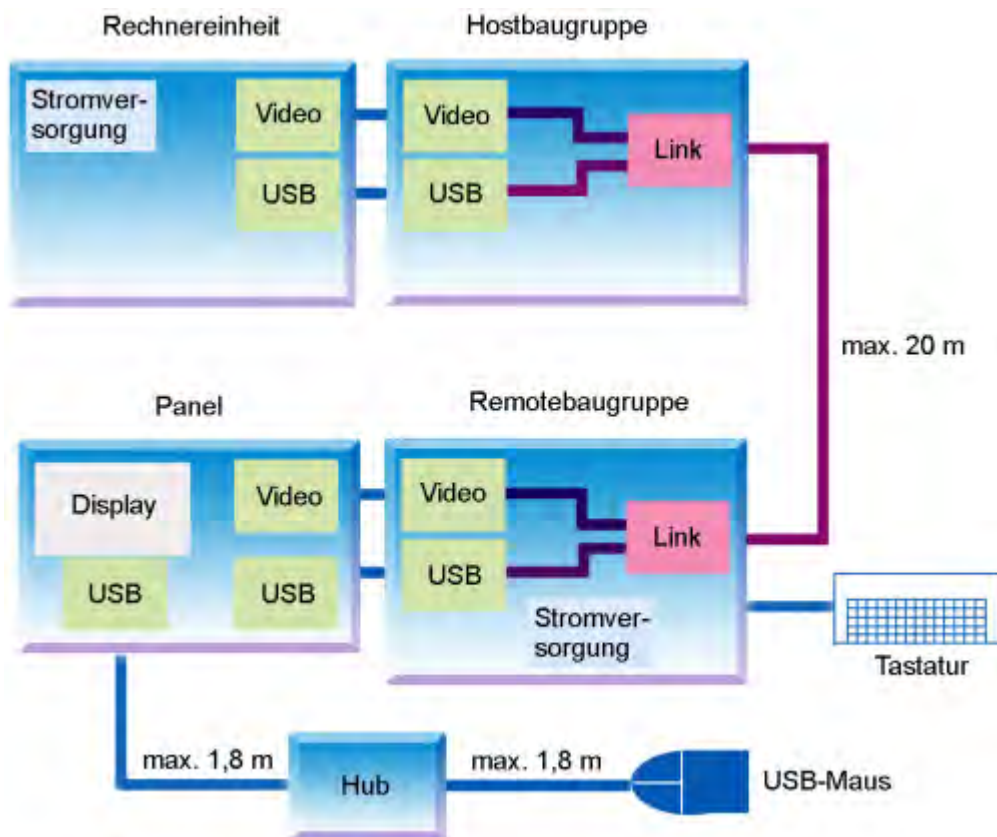 Rechnereinheit
Hostbaugruppe
Stromver-
sorgung
Video
USB
Video
USB
Link
max. 20 m
Panel
Remotebaugruppe
Display
USB
Video
USB
Video
USB
Link
Stromver-
sorgung
Tastatur
max. 1,8 m
Hub
max. 1,8 m
USB-Maus